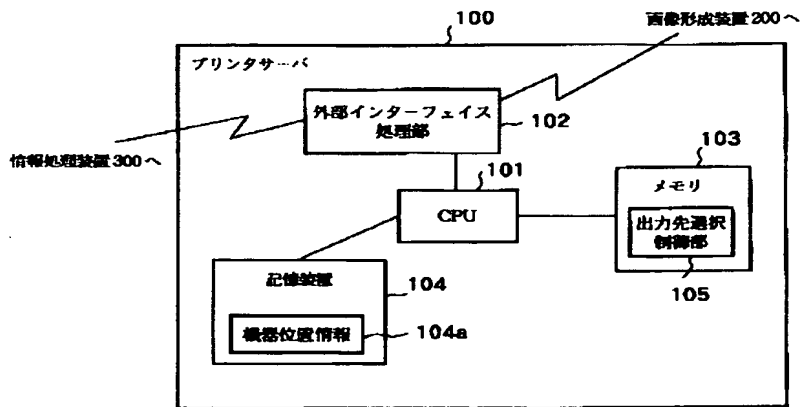 100
画像形成装置200へ
プリンタサーバ
外部インターフェイス
処理部
102
情報処理装置300へ
101
CPU
103
メモリ
出力先選択
制御部
105
記憶装置
104
機器位置情報
104a